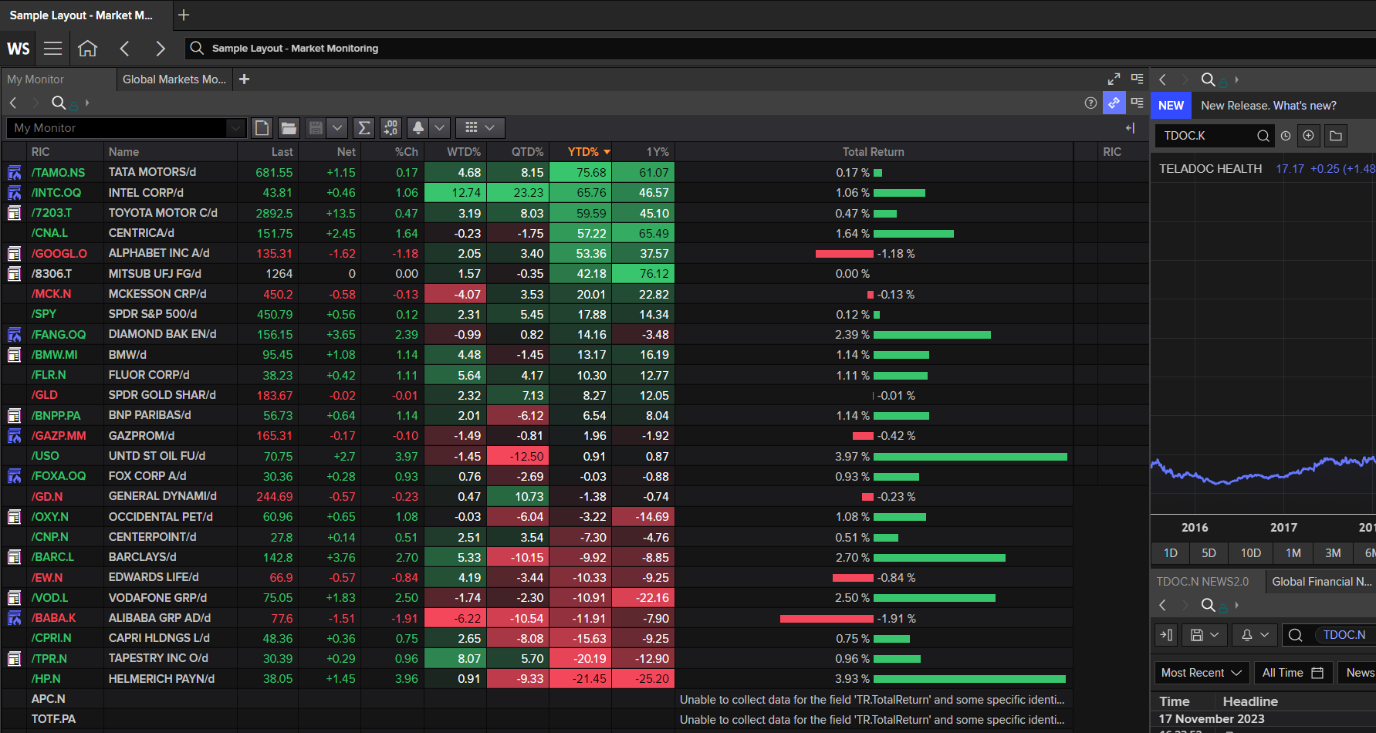 Sample Layout - Market M...
WS Sample Layout - Market Monitoring
My Monitor Global Markets Mo...
NEW New Release. What's new?
My Monitor
TDOC.K
RIC Name Last Net %Ch WTD% QTD% YTD% 1Y% Total Return RIC
TELADOC HEALTH 17.17 +0.25 (+1.48
/TAMO.NS TATA MOTORS/d 681.55 +1.15 0.17 4.68 8.15 75.68 61.07 0.17 %
/INTC.OQ INTEL CORP/d 43.81 +0.46 1.06 12.74 23.23 65.76 46.57 1.06 %
/7203.T TOYOTA MOTOR C/d 2892.5 +13.5 0.47 3.19 8.03 59.59 45.10 0.47 %
/CNA.L CENTRICA/d 151.75 +2.45 1.64 -0.23 -1.75 57.22 65.49 1.64 %
/GOOGL.O ALPHABET INC A/d 135.31 -1.62 -1.18 2.05 3.40 53.36 37.57 -1.18 %
/8306.T MITSUB UFJ FG/d 1264 0 0.00 1.57 -0.35 42.18 76.12 0.00 %
/MCK.N MCKESSON CRP/d 450.2 -0.58 -0.13 -4.07 3.53 20.01 22.82 -0.13 %
/SPY SPDR S&P 500/d 450.79 +0.56 0.12 2.31 5.45 17.88 14.34 0.12 %
/FANG.OQ DIAMOND BAK EN/d 156.15 +3.65 2.39 -0.99 0.82 14.16 -3.48 2.39 %
/BMW.MI BMW/d 95.45 +1.08 1.14 4.48 -1.45 13.17 16.19 1.14 %
/FLR.N FLUOR CORP/d 38.23 +0.42 1.11 5.64 4.17 10.30 12.77 1.11 %
/GLD SPDR GOLD SHAR/d 183.67 -0.02 -0.01 2.32 7.13 8.27 12.05 -0.01 %
/BNPP.PA BNP PARIBAS/d 56.73 +0.64 1.14 2.01 -6.12 6.54 8.04 1.14 %
/GAZP.MM GAZPROM/d 165.31 -0.17 -0.10 -1.49 -0.81 1.96 -1.92 -0.42 %
/USO UNTD ST OIL FU/d 70.75 +2.7 3.97 -1.45 -12.50 0.91 0.87 3.97 %
/FOXA.OQ FOX CORP A/d 30.36 +0.28 0.93 0.76 -2.69 -0.03 -0.88 0.93 %
/GD.N GENERAL DYNAMI/d 244.69 -0.57 -0.23 0.47 10.73 -1.38 -0.74 -0.23 %
/OXY.N OCCIDENTAL PET/d 60.96 +0.65 1.08 -0.03 -6.04 -3.22 -14.69 1.08 %
2016 2017 201
/CNP.N CENTERPOINT/d 27.8 +0.14 0.51 2.51 3.54 -7.30 -4.76 0.51 %
/BARC.L BARCLAYS/d 142.8 +3.76 2.70 5.33 -10.15 -9.92 -8.85 2.70 %
1D 5D 10D 1M 3M 6M
/EW.N EDWARDS LIFE/d 66.9 -0.57 -0.84 4.19 -3.44 -10.33 -9.25 -0.84 %
TDOC.N NEWS2.0 Global Financial N...
/VOD.L VODAFONE GRP/d 75.05 +1.83 2.50 -1.74 -2.30 -10.91 -22.16 2.50 %
/BABA.K ALIBABA GRP AD/d 77.6 -1.51 -1.91 -6.22 -10.54 -11.91 -7.90 -1.91 %
/CPRI.N CAPRI HLDNGS L/d 48.36 +0.36 0.75 2.65 -8.08 -15.63 -9.25 0.75 %
TDOC.N
/TPR.N TAPESTRY INC O/d 30.39 +0.29 0.96 8.07 5.70 -20.19 -12.90 0.96 %
/HP.N HELMERICH PAYN/d 38.05 +1.45 3.96 0.91 -9.33 -21.45 -25.20 3.93 %
Most Recent All Time News
APC.N Unable to collect data for the field 'TR.TotalReturn' and some specific identi...
Time Headline
TOTF.PA Unable to collect data for the field 'TR.TotalReturn' and some specific identi...
17 November 2023